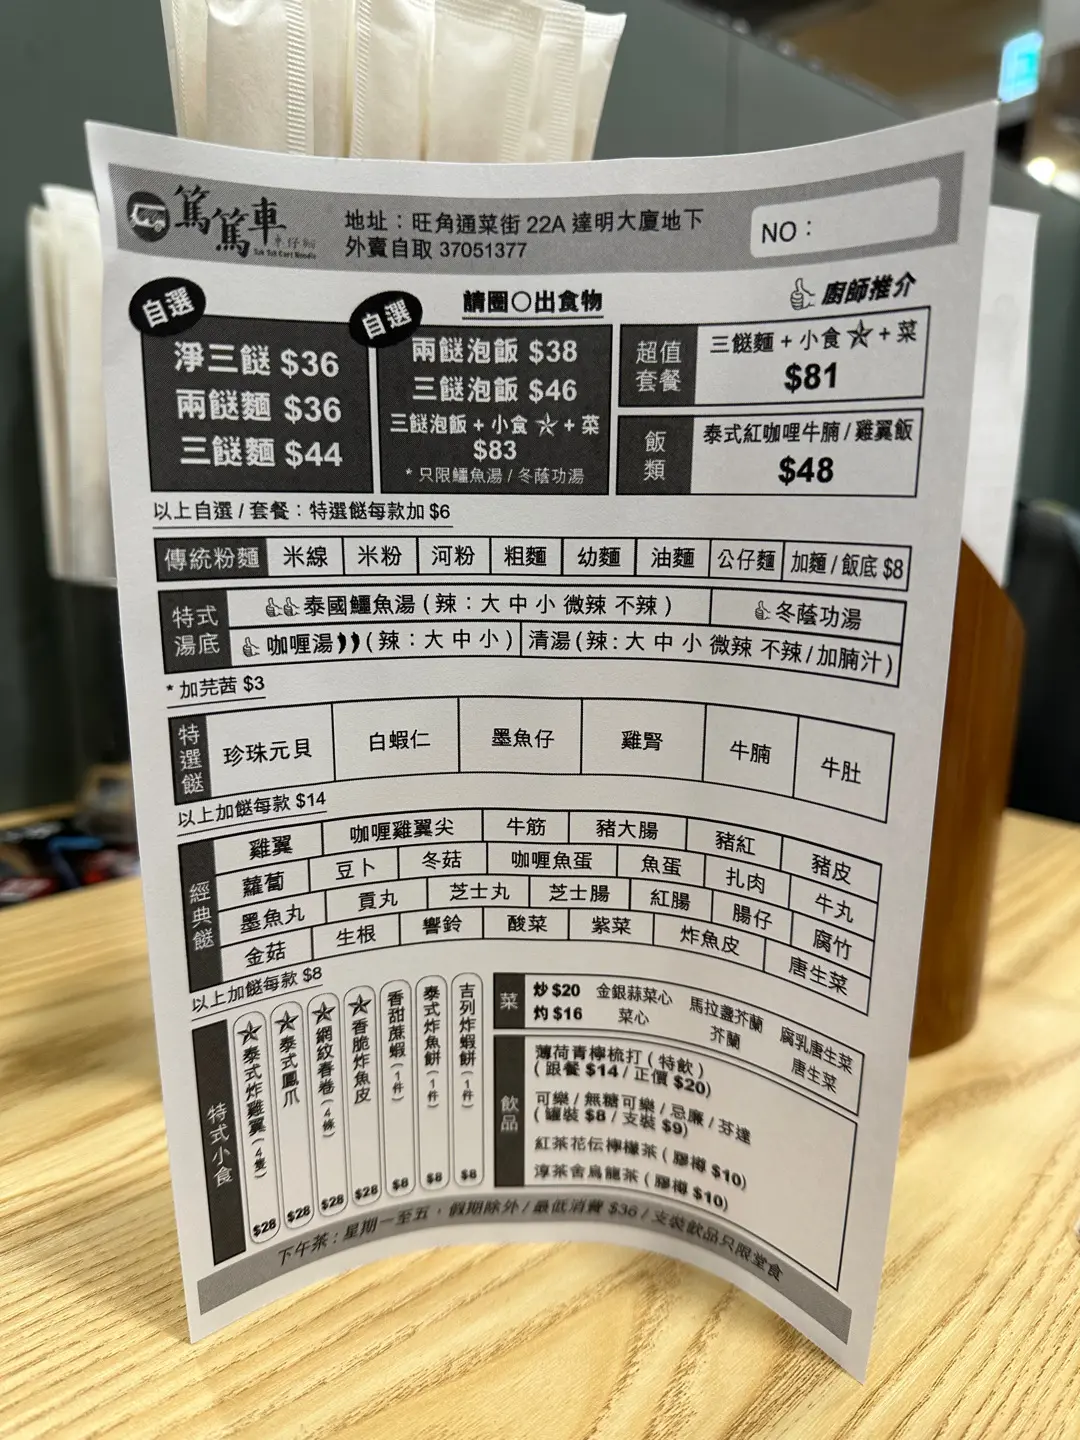 篤篤車
車仔麵
Tuk Tuk Cart Noodle
地址：旺角通菜街 22A 達明大廈地下
外賣自取 37051377
NO：
自選
淨三餸 $36
兩餸麵 $36
三餸麵 $44
自選
請圈〇出食物
兩餸泡飯 $38
三餸泡飯 $46
三餸泡飯 + 小食 ★ + 菜
$83
* 只限鱷魚湯 / 冬蔭功湯
廚師推介
超值套餐
三餸麵 + 小食 ★ + 菜
$81
飯類
泰式紅咖哩牛腩 / 雞翼飯
$48
以上自選 / 套餐：特選餸每款加 $6
傳統粉麵 米線 米粉 河粉 粗麵 幼麵 油麵 公仔麵 加麵 / 飯底 $8
特式湯底
泰國鱷魚湯 ( 辣：大 中 小 微辣 不辣 ) 冬蔭功湯
咖喱湯 ( 辣：大 中 小 ) 清湯 ( 辣：大 中 小 微辣 不辣 / 加腩汁 )
* 加芫茜 $3
特選餸 珍珠元貝 白蝦仁 墨魚仔 雞腎 牛腩 牛肚
以上加餸每款 $14
經典餸
雞翼 咖喱雞翼尖 牛筋 豬大腸 豬紅 豬皮
蘿蔔 豆卜 冬菇 咖喱魚蛋 魚蛋 扎肉 牛丸
墨魚丸 貢丸 芝士丸 芝士腸 紅腸 腸仔 腐竹
金菇 生根 響鈴 酸菜 紫菜 炸魚皮 唐生菜
以上加餸每款 $8
特式小食
★泰式炸雞翼 (4隻) $28
★泰式鳳爪 $28
★網紋春卷 (4條) $28
★香脆炸魚皮 $28
香甜蔗蝦 (1件) $8
泰式炸魚餅 (1件) $8
吉列炸蝦餅 (1件) $8
菜
炒 $20 金銀蒜菜心 馬拉盞芥蘭 腐乳唐生菜
灼 $16 菜心 芥蘭 唐生菜
飲品
薄荷青檸梳打 ( 特飲 )
( 跟餐 $14 / 正價 $20)
可樂 / 無糖可樂 / 忌廉 / 芬達
( 罐裝 $8 / 支裝 $9)
紅茶花伝檸檬茶 ( 膠樽 $10)
淳茶舍烏龍茶 ( 膠樽 $10)
下午茶：星期一至五，假期除外 / 最低消費 $36 / 支裝飲品只限堂食